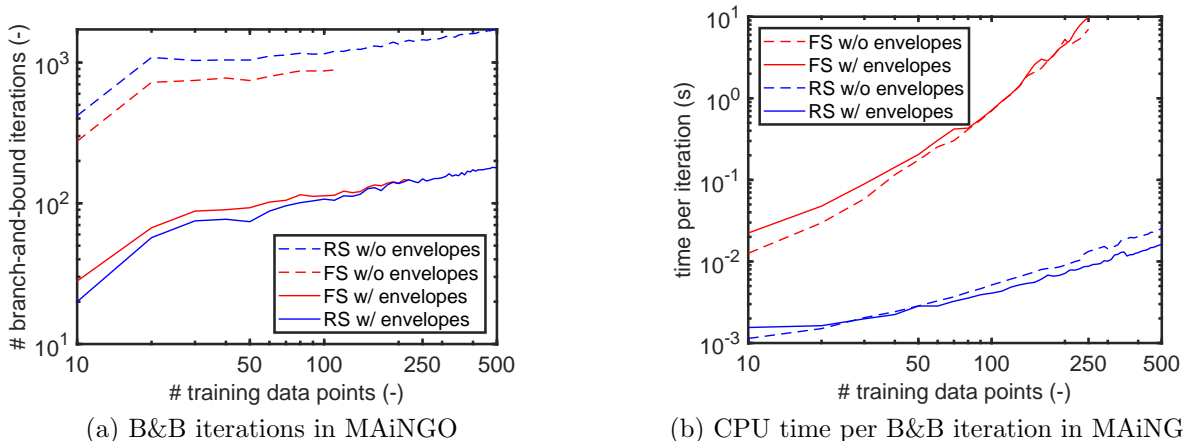 # branch-and-bound iterations (-)
10³
10²
10¹
RS w/o envelopes
FS w/o envelopes
FS w/ envelopes
RS w/ envelopes
10 20 50 100 250 500
# training data points (-)
(a) B&B iterations in MAiNGO
time per iteration (s)
10¹
10⁰
10⁻¹
10⁻²
10⁻³
FS w/o envelopes
FS w/ envelopes
RS w/o envelopes
RS w/ envelopes
10 20 50 100 250 500
# training data points (-)
(b) CPU time per B&B iteration in MAiNG